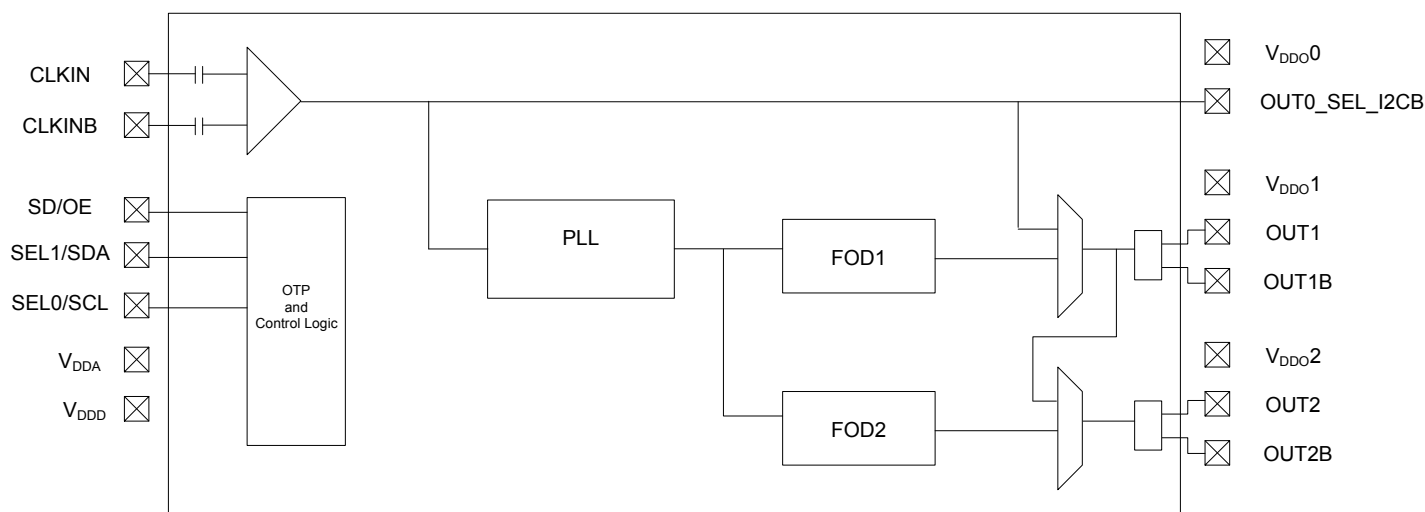 CLKIN
CLKINB
SD/OE
SEL1/SDA
SEL0/SCL
VDDA
VDDD
OTP
and
Control Logic
PLL
FOD1
FOD2
VDDO0
OUT0_SEL_I2CB
VDDO1
OUT1
OUT1B
VDDO2
OUT2
OUT2B